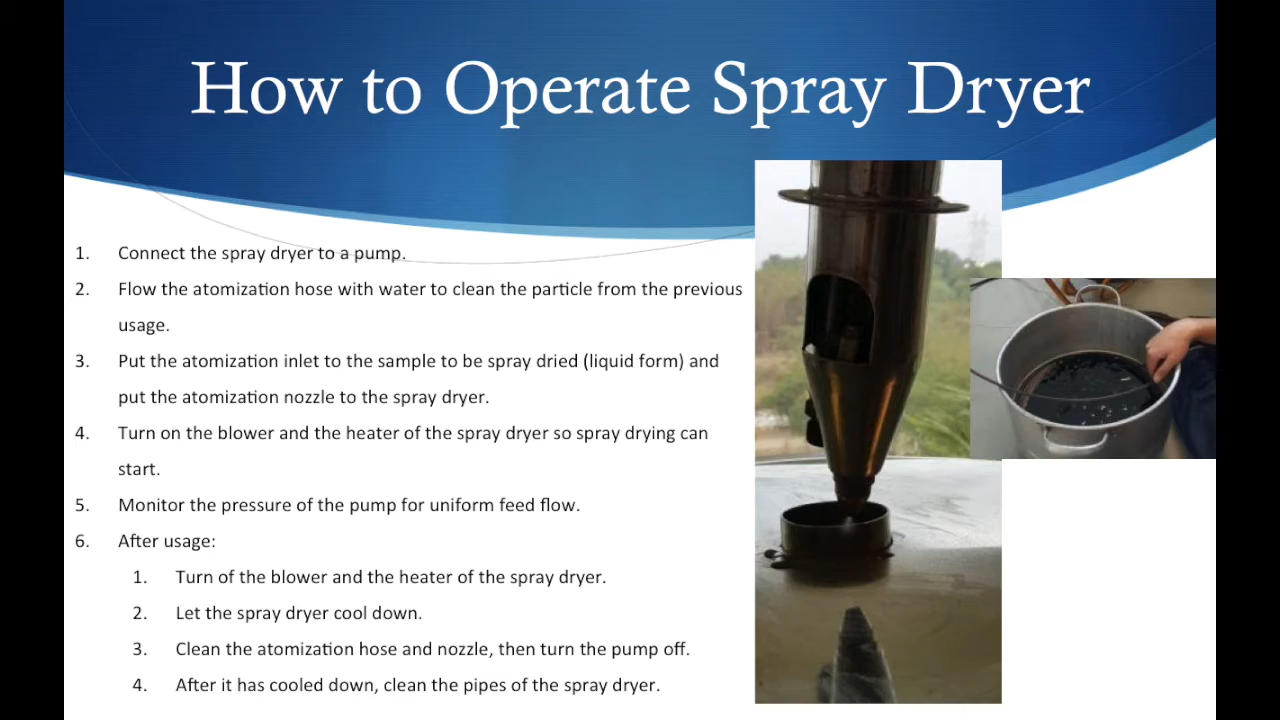 How to Operate Spray Dryer
1. Connect the spray dryer to a pump.
2. Flow the atomization hose with water to clean the particle from the previous
usage.
3. Put the atomization inlet to the sample to be spray dried (liquid form) and
put the atomization nozzle to the spray dryer.
4. Turn on the blower and the heater of the spray dryer so spray drying can
start.
5. Monitor the pressure of the pump for uniform feed flow.
6. After usage:
1. Turn of the blower and the heater of the spray dryer.
2. Let the spray dryer cool down.
3. Clean the atomization hose and nozzle, then turn the pump off.
4. After it has cooled down, clean the pipes of the spray dryer.